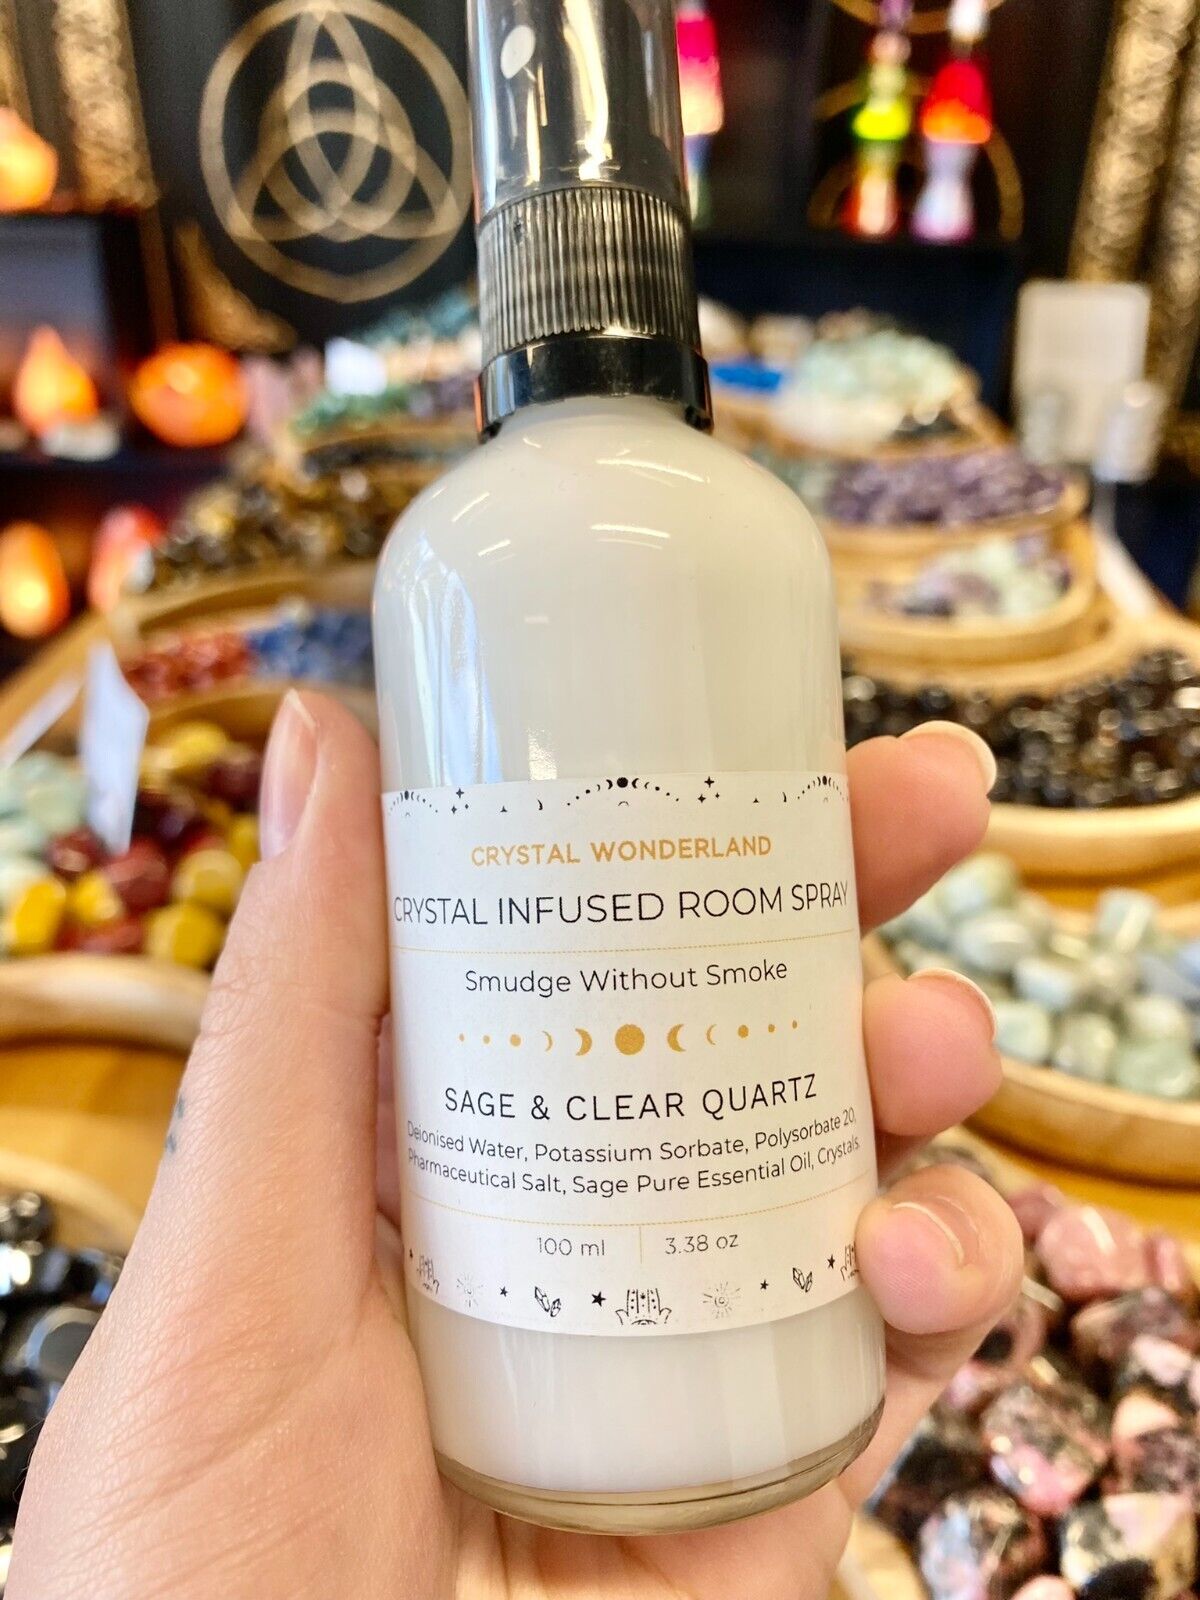 CRYSTAL WONDERLAND
CRYSTAL INFUSED ROOM SPRAY
Smudge Without Smoke
SAGE & CLEAR QUARTZ
Deionised Water, Potassium Sorbate, Polysorbate 20,
Pharmaceutical Salt, Sage Pure Essential Oil, Crystals.
100 ml 3.38 oz